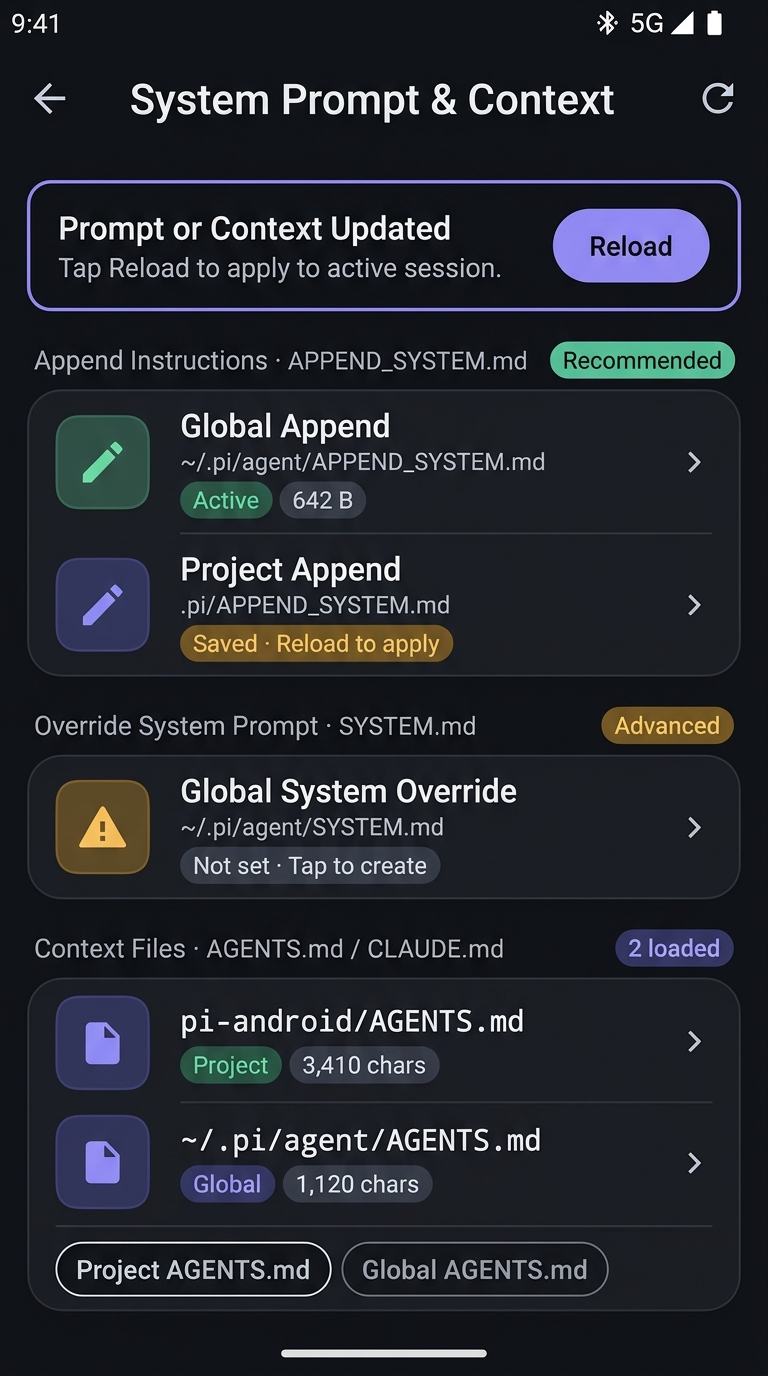 9:41
5G
System Prompt & Context
Prompt or Context Updated
Tap Reload to apply to active session.
Reload
Append Instructions · APPEND_SYSTEM.md
Recommended
Global Append
~/.pi/agent/APPEND_SYSTEM.md
Active
642 B
Project Append
.pi/APPEND_SYSTEM.md
Saved · Reload to apply
Override System Prompt · SYSTEM.md
Advanced
Global System Override
~/.pi/agent/SYSTEM.md
Not set · Tap to create
Context Files · AGENTS.md / CLAUDE.md
2 loaded
pi-android/AGENTS.md
Project
3,410 chars
~/.pi/agent/AGENTS.md
Global
1,120 chars
Project AGENTS.md
Global AGENTS.md